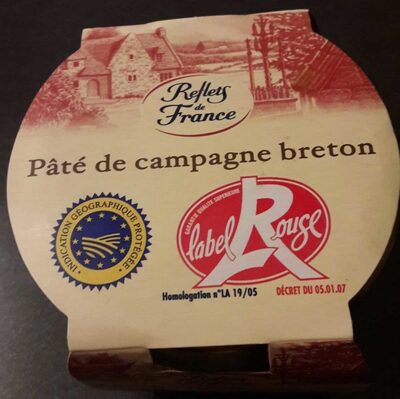 Reflets
de
France
Pâté de campagne breton
INDICATION GÉOGRAPHIQUE PROTÉGÉE
GARANTIT QUALITÉ SUPÉRIEURE
label Rouge
Homologation n°LA 19/05
DÉCRET DU 05.01.07